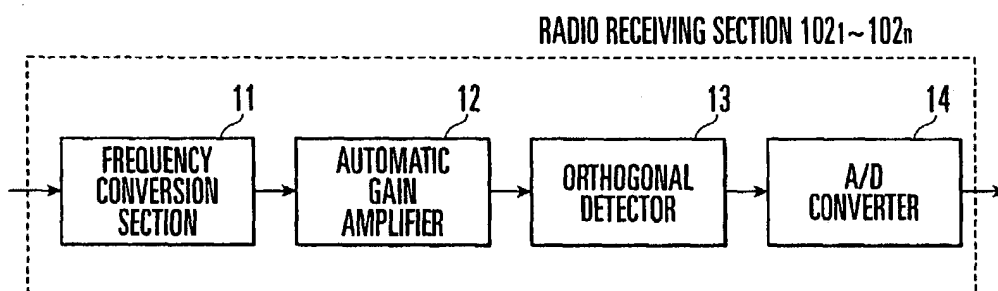 RADIO RECEIVING SECTION 102₁~102ₙ
11
12
13
14
FREQUENCY
CONVERSION
SECTION
AUTOMATIC
GAIN
AMPLIFIER
ORTHOGONAL
DETECTOR
A/D
CONVERTER